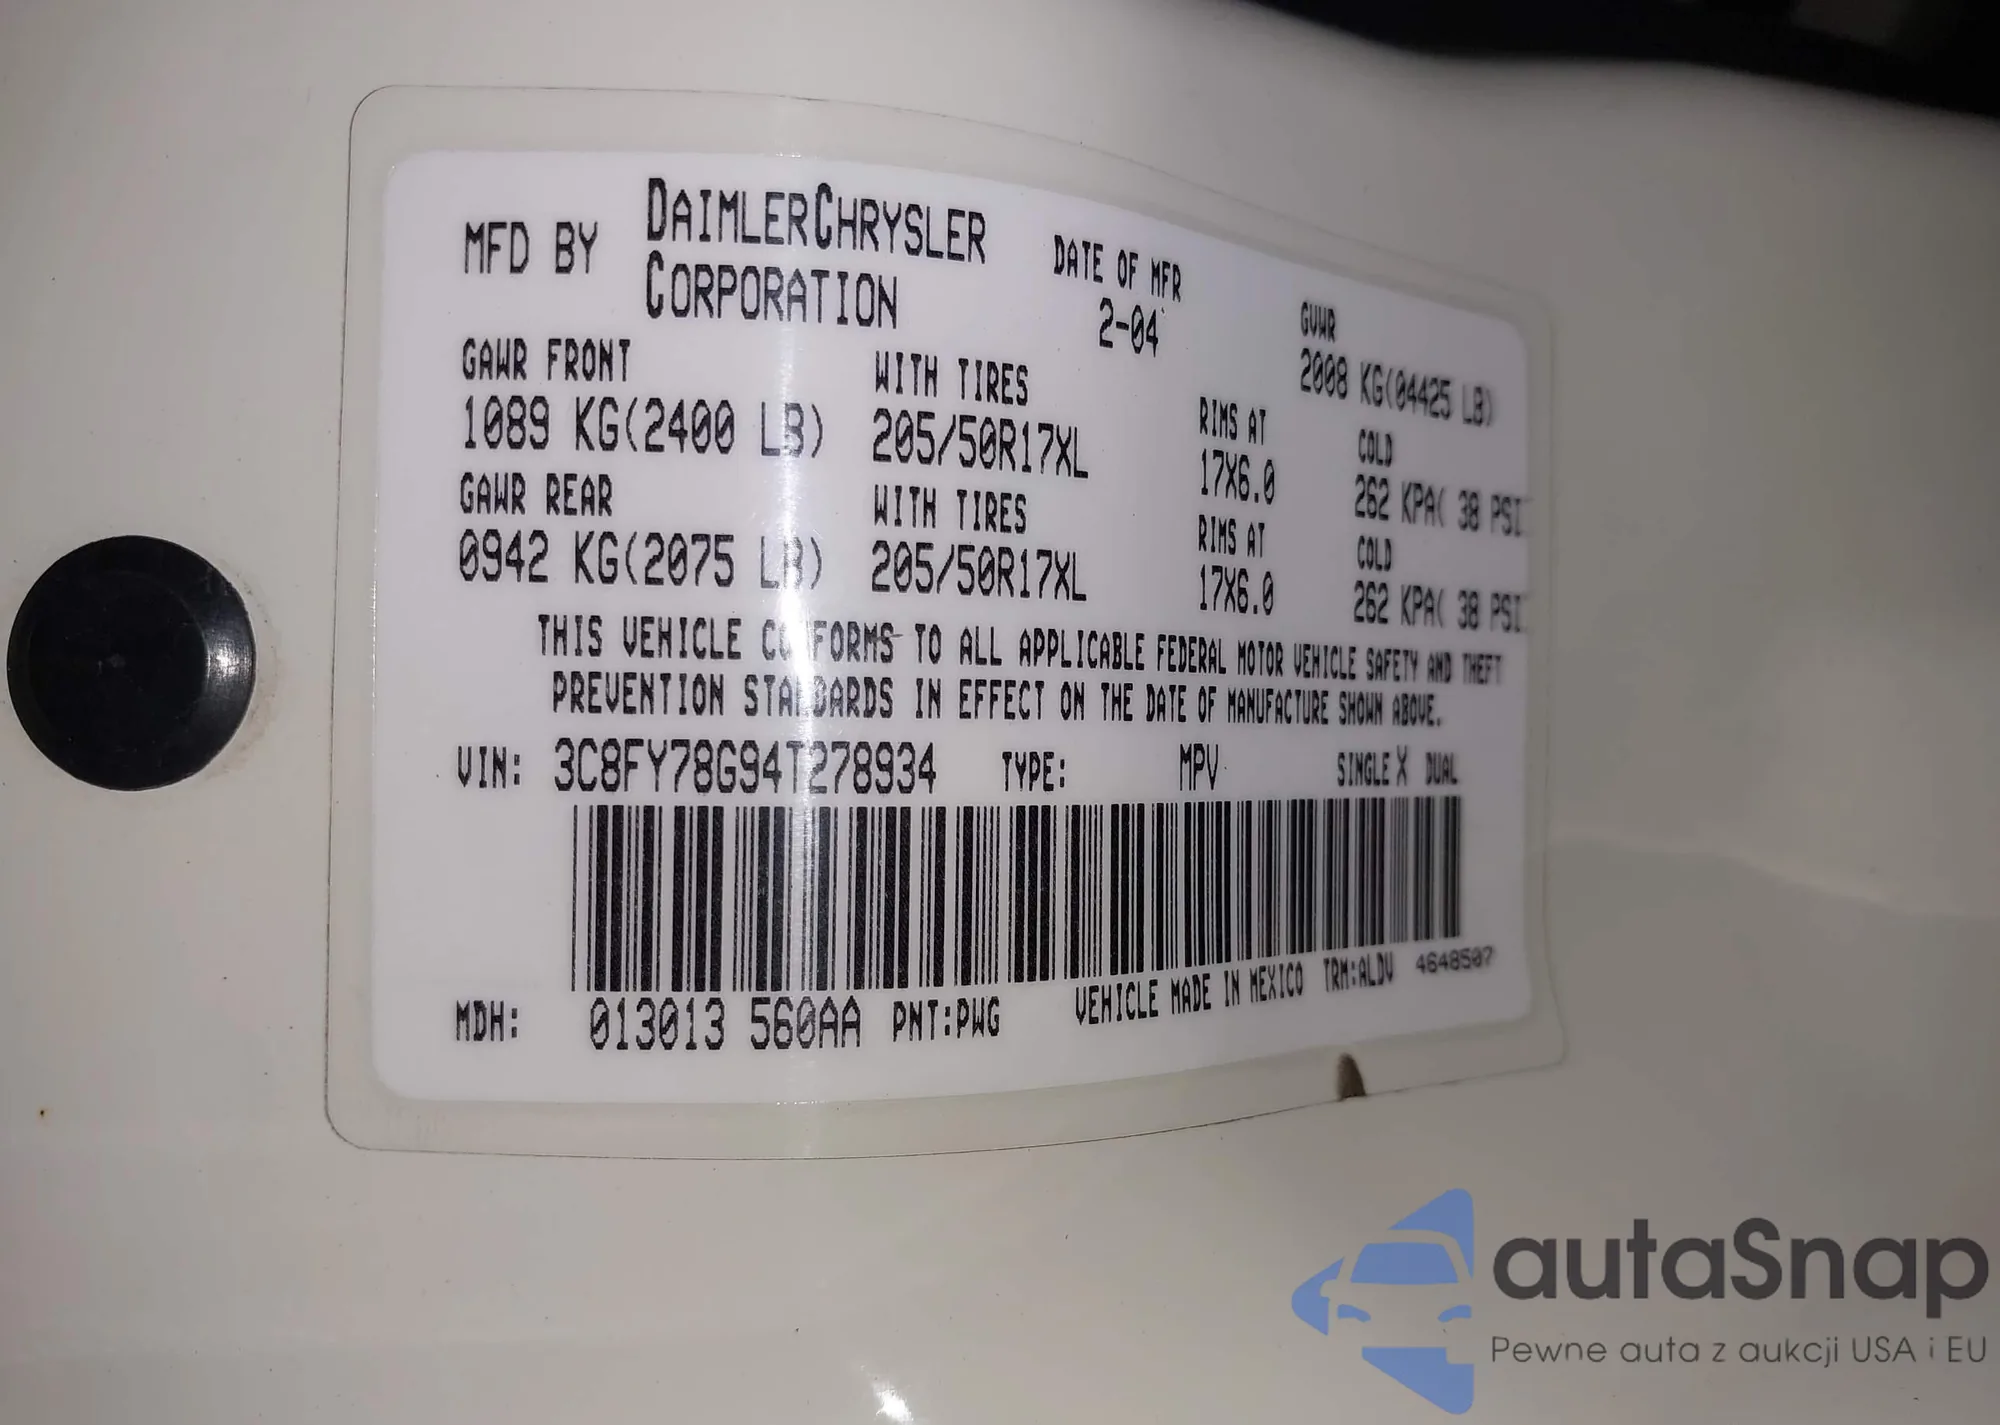 MFD BY DAIMLERCHRYSLER CORPORATION
DATE OF MFR
2-04
GVWR
2008 KG(04425 LB)
GAWR FRONT WITH TIRES RIMS AT COLD
1089 KG(2400 LB) 205/50R17XL 17X6.0 262 KPA( 38 PSI
GAWR REAR WITH TIRES RIMS AT COLD
0942 KG(2075 LB) 205/50R17XL 17X6.0 262 KPA( 38 PSI
THIS VEHICLE CONFORMS TO ALL APPLICABLE FEDERAL MOTOR VEHICLE SAFETY AND THEFT
PREVENTION STANDARDS IN EFFECT ON THE DATE OF MANUFACTURE SHOWN ABOVE.
VIN: 3C8FY78G94T278934 TYPE: MPV SINGLE X DUAL
MDH: 013013 560AA PNT:PWG VEHICLE MADE IN MEXICO TRM:ALDV 4648507
autaSnap
Pewne auta z aukcji USA i EU